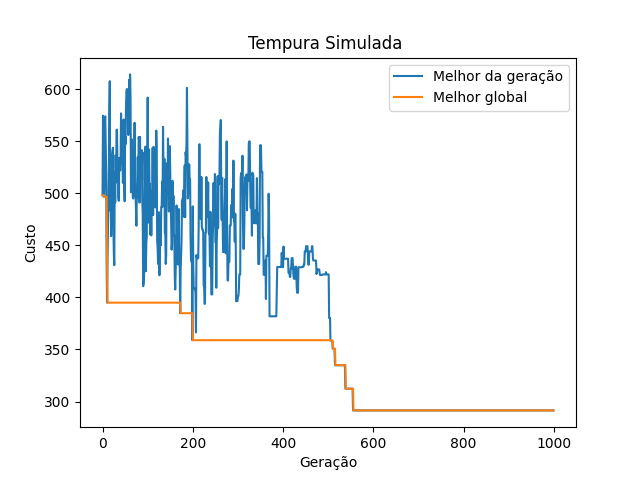 Tempura Simulada
Melhor da geração
Melhor global
Custo
600
550
500
450
400
350
300
0
200
400
600
800
1000
Geração